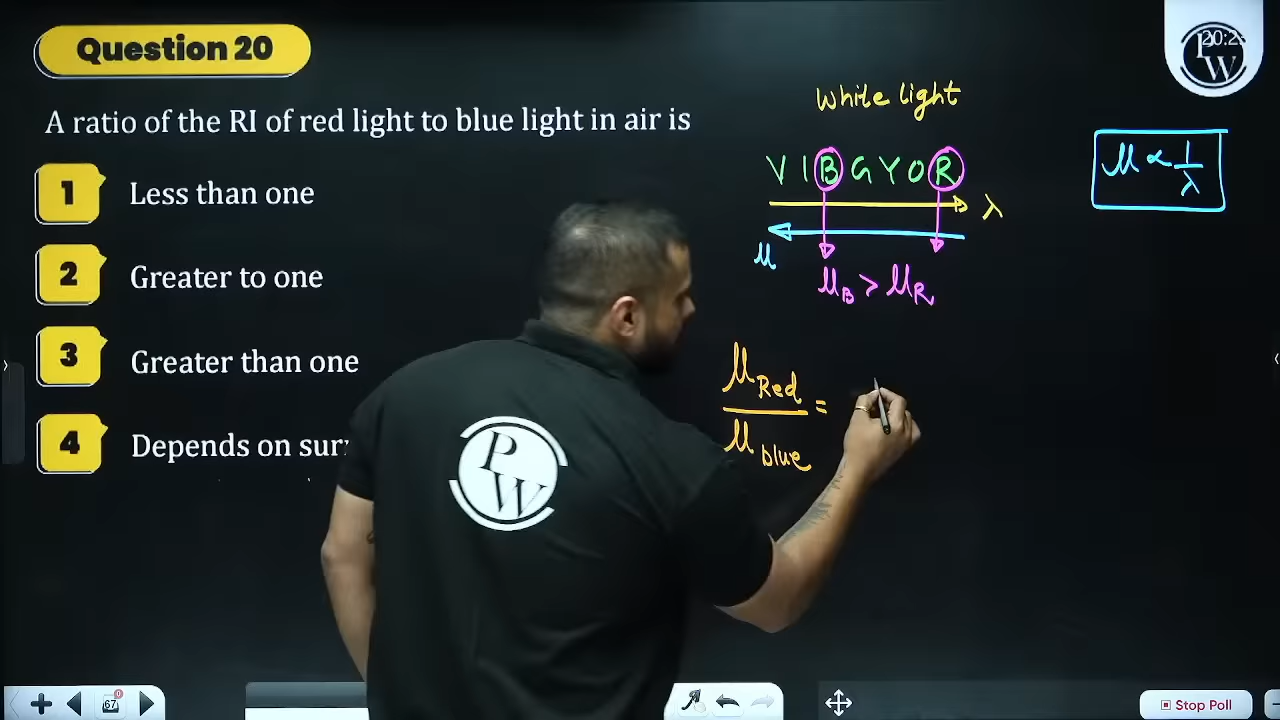 Question 20
A ratio of the RI of red light to blue light in air is
1 Less than one
2 Greater to one
3 Greater than one
4 Depends on sur
White light
V I B G Y O R
λ
μ
μB > μR
μ ∝ 1/λ
μRed / μblue =
PW
20:2
PW
67
Stop Poll